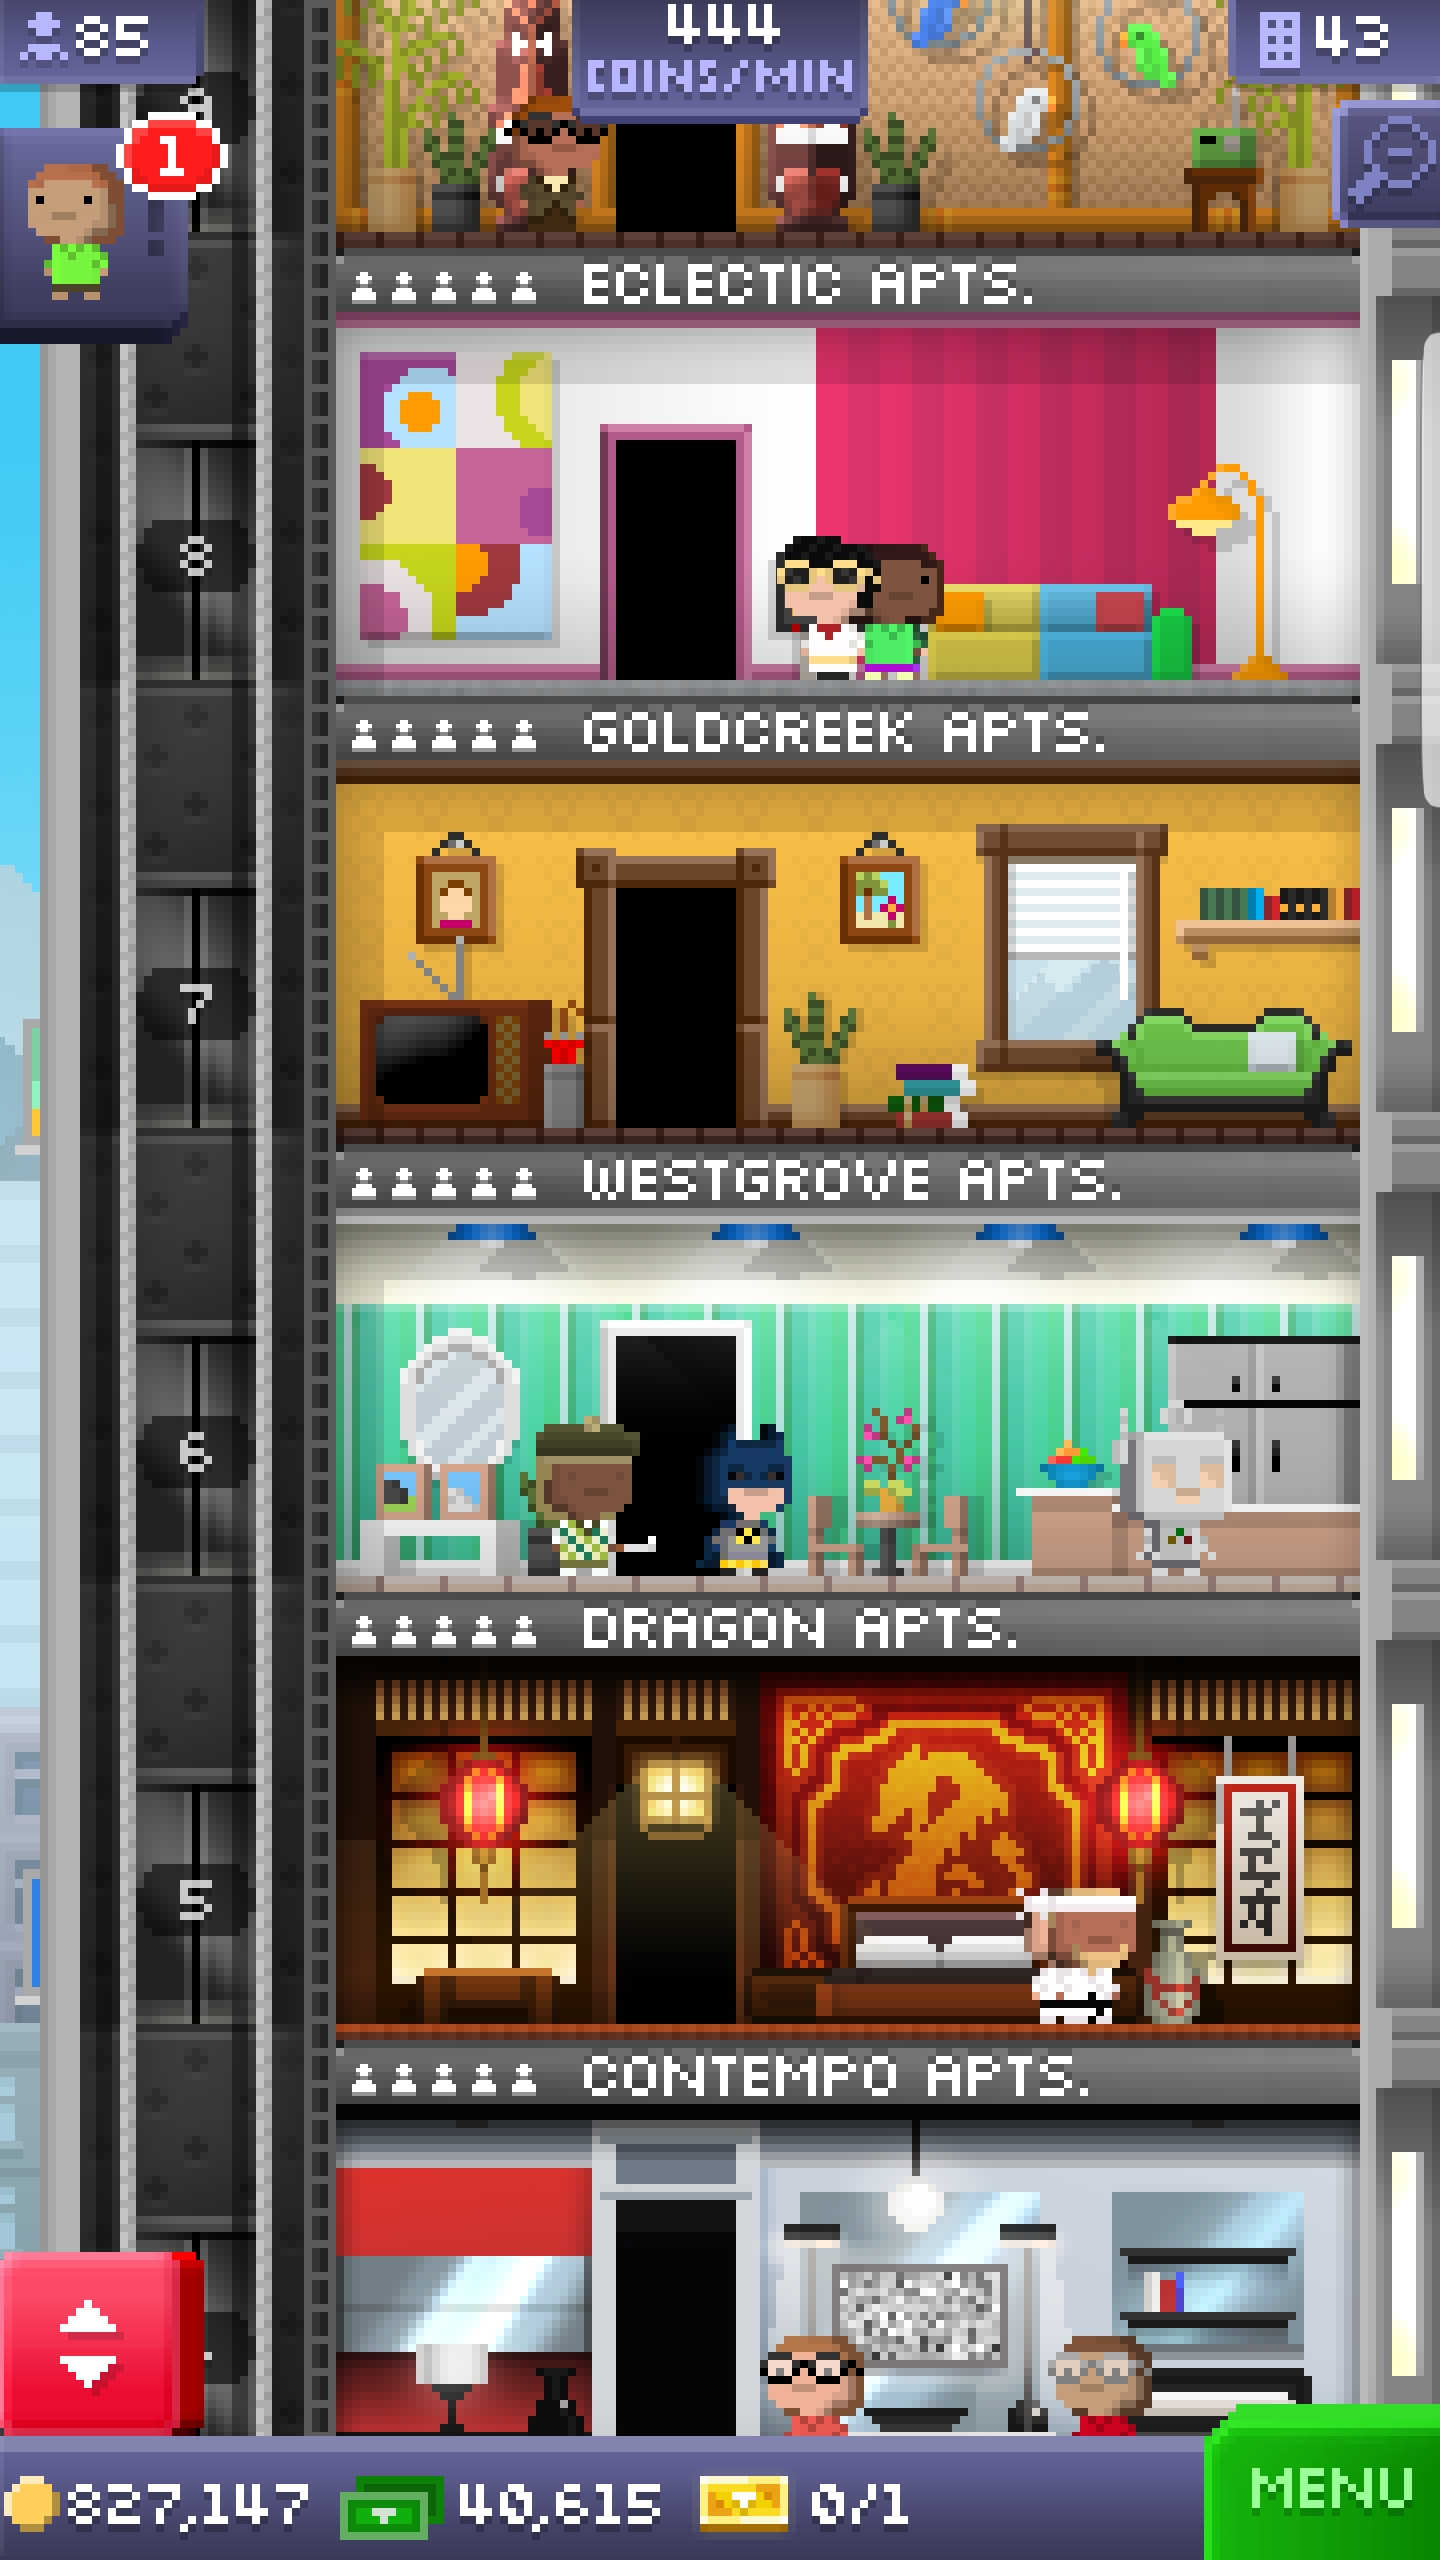 85
444
COINS/MIN
43
1
ECLECTIC APTS.
8
GOLDCREEK APTS.
7
WESTGROVE APTS.
6
DRAGON APTS.
5
CONTEMPO APTS.
827,147
40,615
0/1
MENU